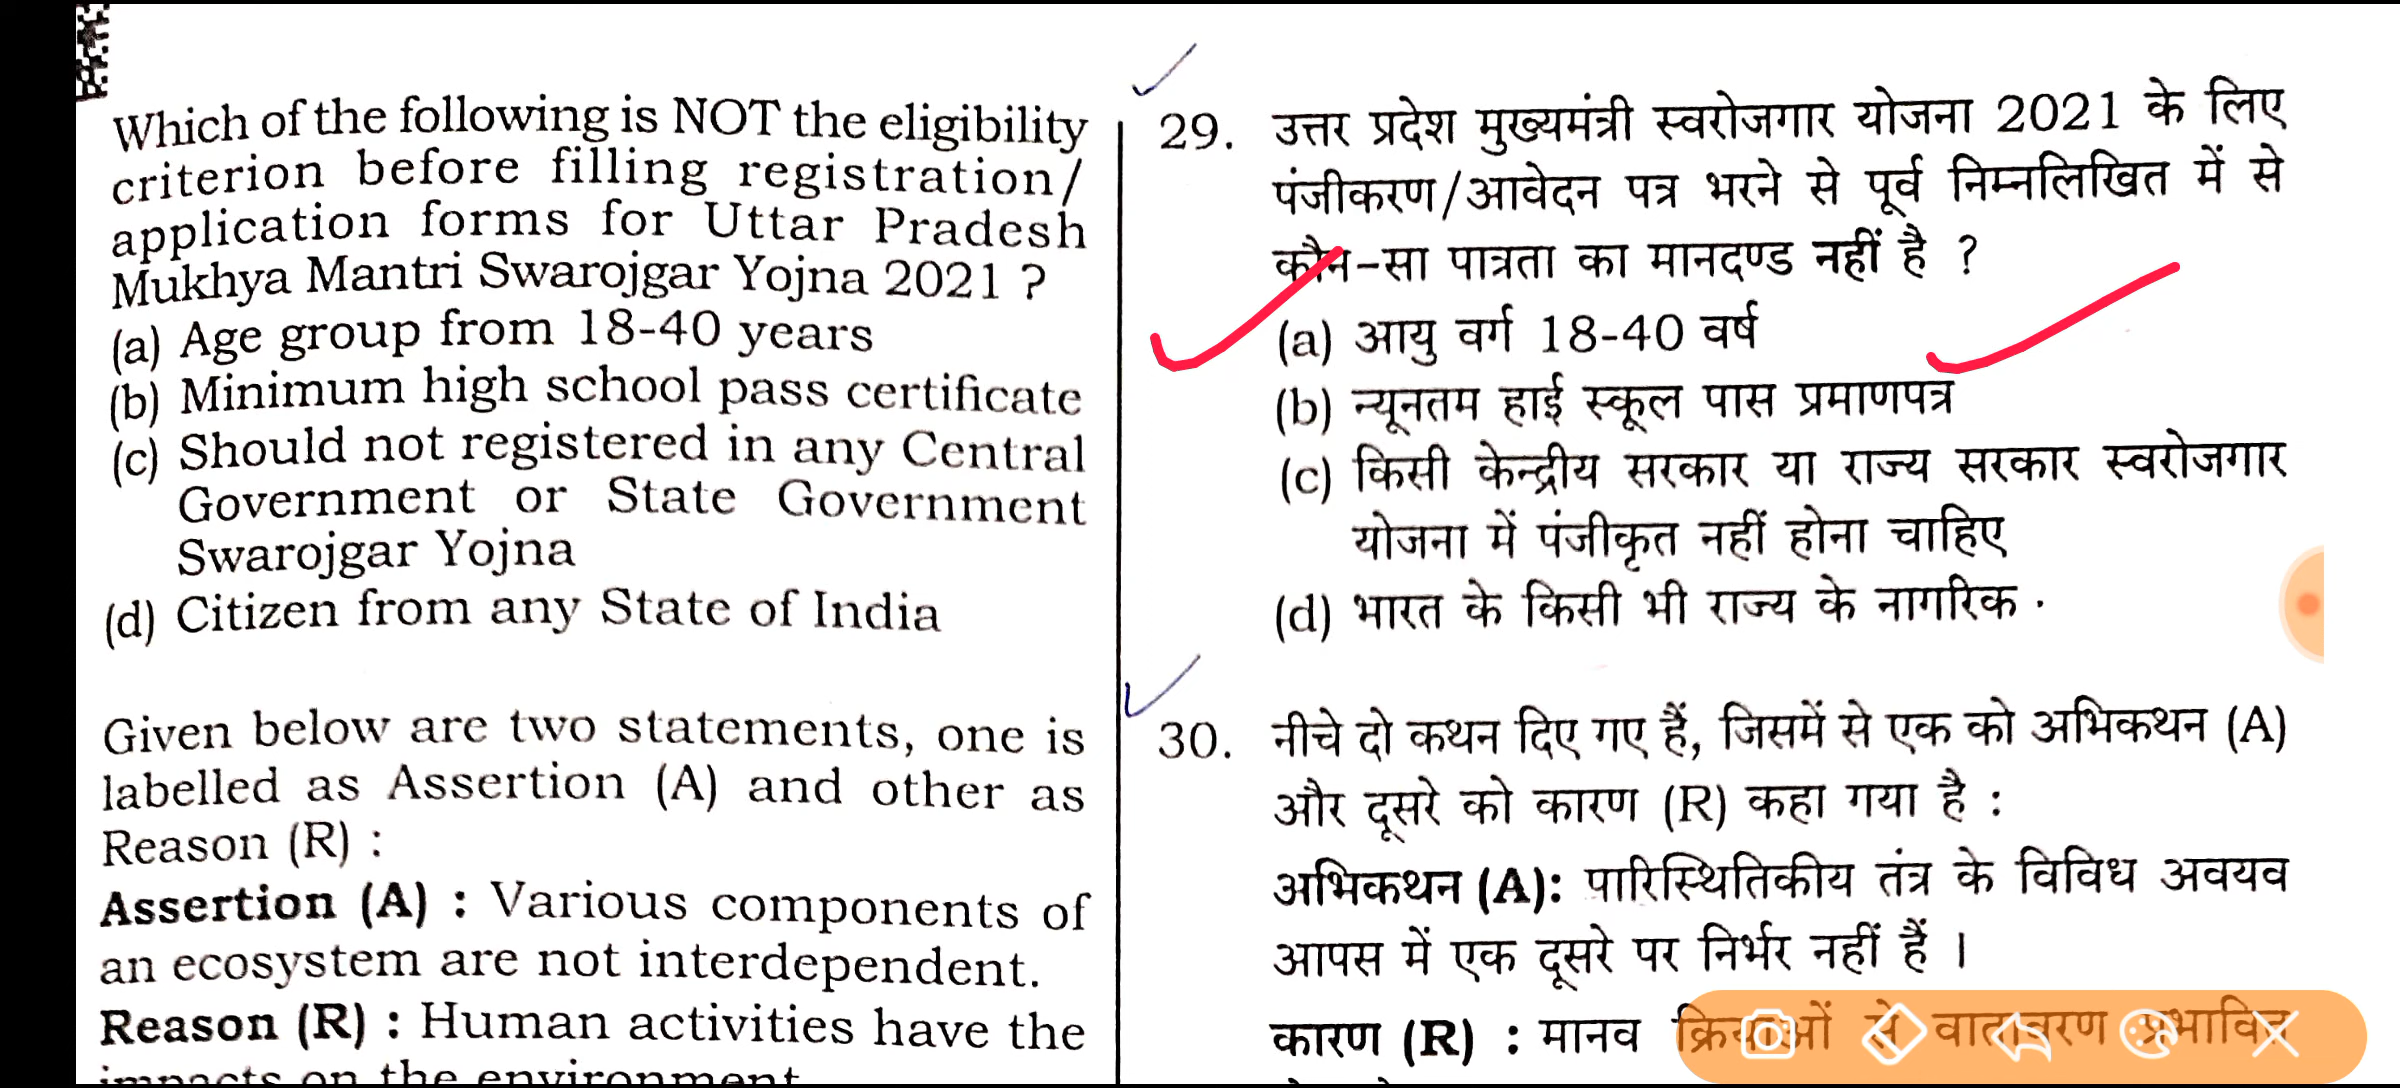 Which of the following is NOT the eligibility
criterion before filling registration/
application forms for Uttar Pradesh
Mukhya Mantri Swarojgar Yojna 2021 ?
(a) Age group from 18-40 years
(b) Minimum high school pass certificate
(c) Should not registered in any Central
Government or State Government
Swarojgar Yojna
(d) Citizen from any State of India
Given below are two statements, one is
labelled as Assertion (A) and other as
Reason (R) :
Assertion (A) : Various components of
an ecosystem are not interdependent.
Reason (R) : Human activities have the
impacts on the environment
29. उत्तर प्रदेश मुख्यमंत्री स्वरोजगार योजना 2021 के लिए
पंजीकरण/आवेदन पत्र भरने से पूर्व निम्नलिखित में से
कौन-सा पात्रता का मानदण्ड नहीं है ?
(a) आयु वर्ग 18-40 वर्ष
(b) न्यूनतम हाई स्कूल पास प्रमाणपत्र
(c) किसी केन्द्रीय सरकार या राज्य सरकार स्वरोजगार
योजना में पंजीकृत नहीं होना चाहिए
(d) भारत के किसी भी राज्य के नागरिक
30. नीचे दो कथन दिए गए हैं, जिसमें से एक को अभिकथन (A)
और दूसरे को कारण (R) कहा गया है :
अभिकथन (A): पारिस्थितिकीय तंत्र के विविध अवयव
आपस में एक दूसरे पर निर्भर नहीं हैं ।
कारण (R) : मानव क्रियाओं से वातावरण प्रभावित